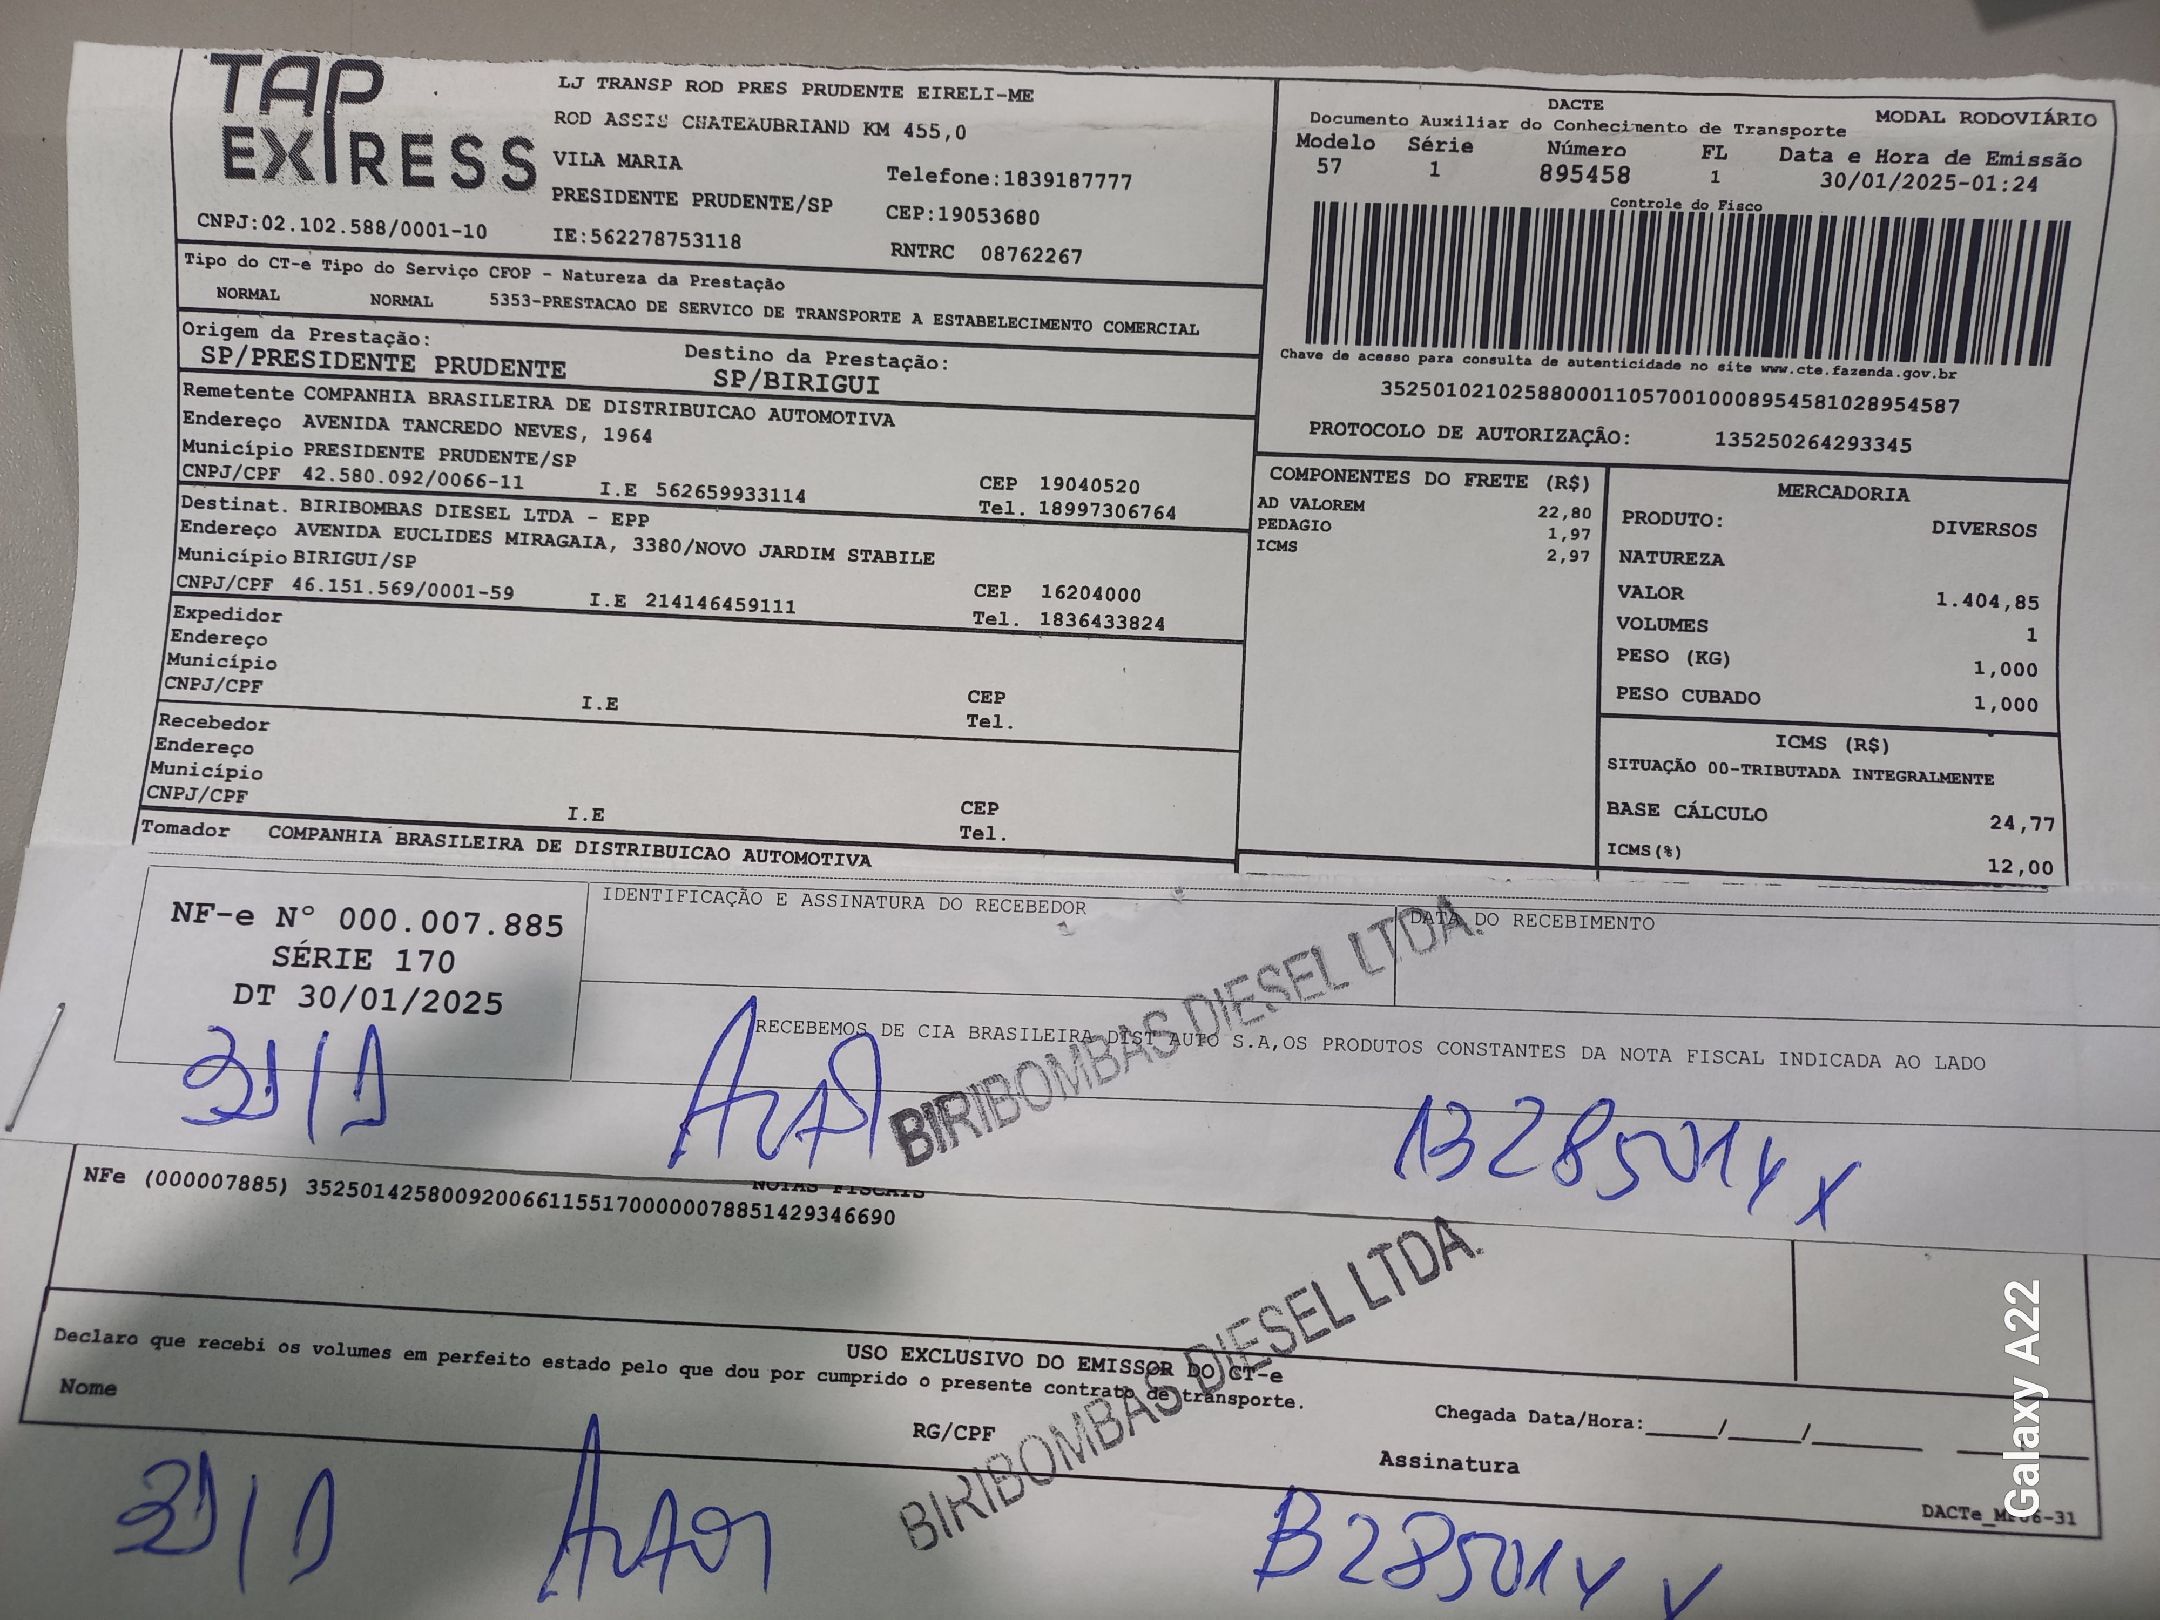 TAP EXPRESS
LJ TRANSP ROD PRES PRUDENTE EIRELI-ME
ROD ASSIS CHATEAUBRIAND KM 455,0
VILA MARIA
Telefone:1839187777
PRESIDENTE PRUDENTE/SP
CEP:19053680
CNPJ:02.102.588/0001-10
IE:562278753118
RNTRC 08762267
DACTE
MODAL RODOVIÁRIO
Documento Auxiliar do Conhecimento de Transporte
Modelo Série Número FL Data e Hora de Emissão
57 1 895458 1 30/01/2025-01:24
Controle do Fisco
Chave de acesso para consulta de autenticidade no site www.cte.fazenda.gov.br
35250102102588000110570010008954581028954587
PROTOCOLO DE AUTORIZAÇÃO: 135250264293345
Tipo do CT-e Tipo do Serviço CFOP - Natureza da Prestação
NORMAL NORMAL 5353-PRESTACAO DE SERVICO DE TRANSPORTE A ESTABELECIMENTO COMERCIAL
Origem da Prestação: Destino da Prestação:
SP/PRESIDENTE PRUDENTE SP/BIRIGUI
Remetente COMPANHIA BRASILEIRA DE DISTRIBUICAO AUTOMOTIVA
Endereço AVENIDA TANCREDO NEVES, 1964
Município PRESIDENTE PRUDENTE/SP CEP 19040520
CNPJ/CPF 42.580.092/0066-11 I.E 562659933114 Tel. 18997306764
Destinat. BIRIBOMBAS DIESEL LTDA - EPP
Endereço AVENIDA EUCLIDES MIRAGAIA, 3380/NOVO JARDIM STABILE
Município BIRIGUI/SP CEP 16204000
CNPJ/CPF 46.151.569/0001-59 I.E 214146459111 Tel. 1836433824
Expedidor
Endereço
Município CEP
CNPJ/CPF I.E Tel.
Recebedor
Endereço
Município CEP
CNPJ/CPF I.E Tel.
Tomador COMPANHIA BRASILEIRA DE DISTRIBUICAO AUTOMOTIVA
COMPONENTES DO FRETE (R$)
AD VALOREM 22,80
PEDAGIO 1,97
ICMS 2,97
MERCADORIA
PRODUTO: DIVERSOS
NATUREZA
VALOR 1.404,85
VOLUMES 1
PESO (KG) 1,000
PESO CUBADO 1,000
ICMS (R$)
SITUAÇÃO 00-TRIBUTADA INTEGRALMENTE
BASE CÁLCULO 24,77
ICMS(%) 12,00
NF-e Nº 000.007.885
SÉRIE 170
DT 30/01/2025
IDENTIFICAÇÃO E ASSINATURA DO RECEBEDOR
DATA DO RECEBIMENTO
RECEBEMOS DE CIA BRASILEIRA DIST AUTO S.A,OS PRODUTOS CONSTANTES DA NOTA FISCAL INDICADA AO LADO
BIRIBOMBAS DIESEL LTDA.
31/1
13285014 X
NOTAS FISCAIS
NFe (000007885) 35250142580092006611551700000078851429346690
USO EXCLUSIVO DO EMISSOR DO CT-e
Declaro que recebi os volumes em perfeito estado pelo que dou por cumprido o presente contrato de transporte.
Nome
RG/CPF
Chegada Data/Hora:_____/_____/_______
Assinatura
BIRIBOMBAS DIESEL LTDA.
31/1
Galaxy A22